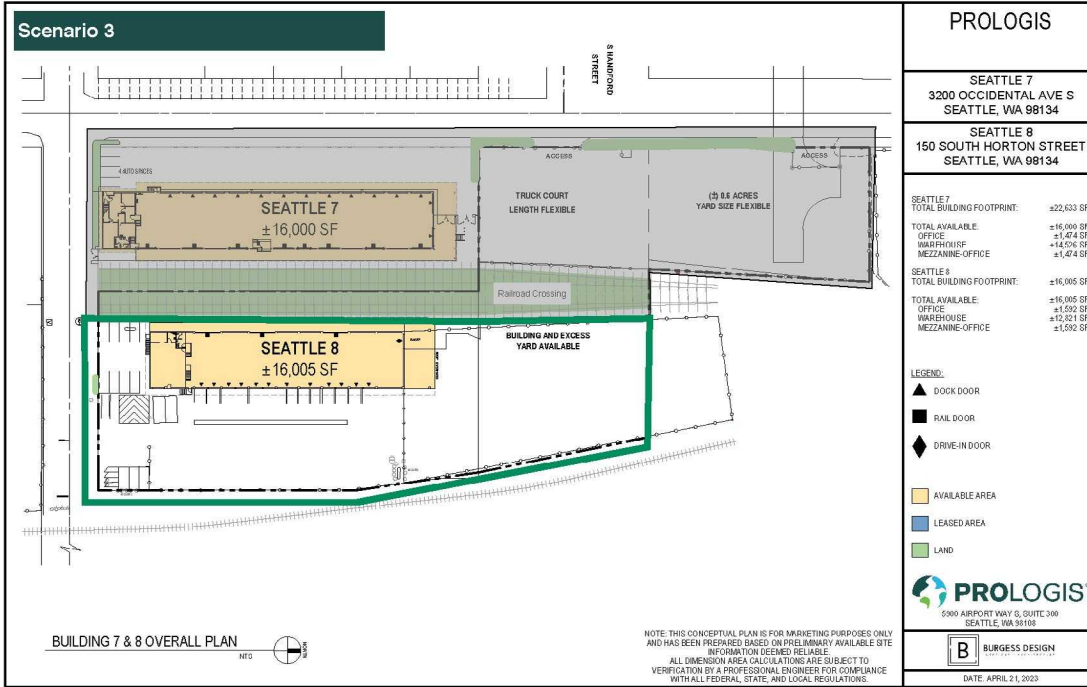 Scenario 3
S HANDFORD
STREET
4 AUTO SPACES
ACCESS
ACCESS
SEATTLE 7
±16,000 SF
TRUCK COURT
LENGTH FLEXIBLE
(±) 0.6 ACRES
YARD SIZE FLEXIBLE
Railroad Crossing
SEATTLE 8
±16,005 SF
BUILDING AND EXCESS
YARD AVAILABLE
BUILDING 7 & 8 OVERALL PLAN
NTS
NORTH
NOTE: THIS CONCEPTUAL PLAN IS FOR MARKETING PURPOSES ONLY
AND HAS BEEN PREPARED BASED ON PRELIMINARY AVAILABLE SITE
INFORMATION DEEMED RELIABLE.
ALL DIMENSION AREA CALCULATIONS ARE SUBJECT TO
VERIFICATION BY A PROFESSIONAL ENGINEER FOR COMPLIANCE
WITH ALL FEDERAL, STATE, AND LOCAL REGULATIONS.
PROLOGIS
SEATTLE 7
3200 OCCIDENTAL AVE S
SEATTLE, WA 98134
SEATTLE 8
150 SOUTH HORTON STREET
SEATTLE, WA 98134
SEATTLE 7
TOTAL BUILDING FOOTPRINT: ±22,633 SF
TOTAL AVAILABLE: ±16,000 SF
OFFICE ±1,474 SF
WAREHOUSE ±14,526 SF
MEZZANINE-OFFICE ±1,474 SF
SEATTLE 8
TOTAL BUILDING FOOTPRINT: ±16,005 SF
TOTAL AVAILABLE: ±16,005 SF
OFFICE ±1,592 SF
WAREHOUSE ±12,821 SF
MEZZANINE-OFFICE ±1,592 SF
LEGEND:
DOCK DOOR
RAIL DOOR
DRIVE-IN DOOR
AVAILABLE AREA
LEASED AREA
LAND
PROLOGIS
5900 AIRPORT WAY S, SUITE 300
SEATTLE, WA 98108
B BURGESS DESIGN
DATE: APRIL 21, 2023